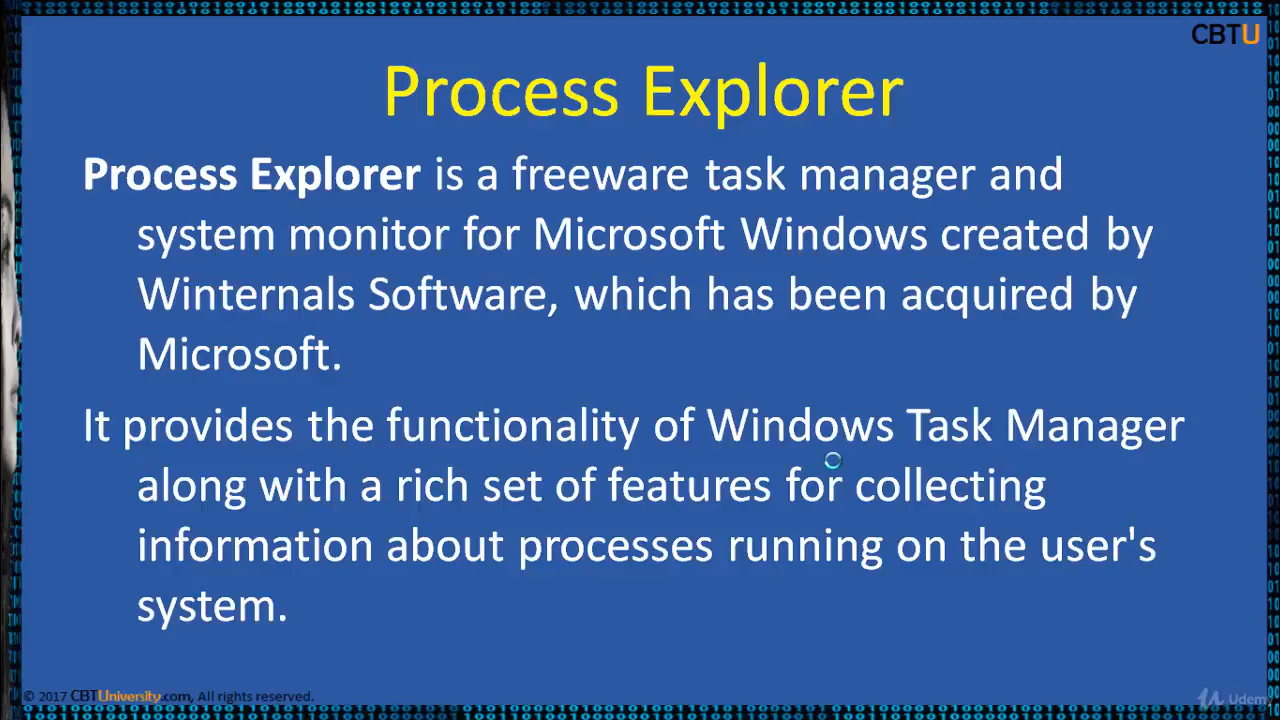 CBTU
Process Explorer
Process Explorer is a freeware task manager and
system monitor for Microsoft Windows created by
Winternals Software, which has been acquired by
Microsoft.
It provides the functionality of Windows Task Manager
along with a rich set of features for collecting
information about processes running on the user's
system.
© 2017 CBTUniversity.com, All rights reserved.
Udemy